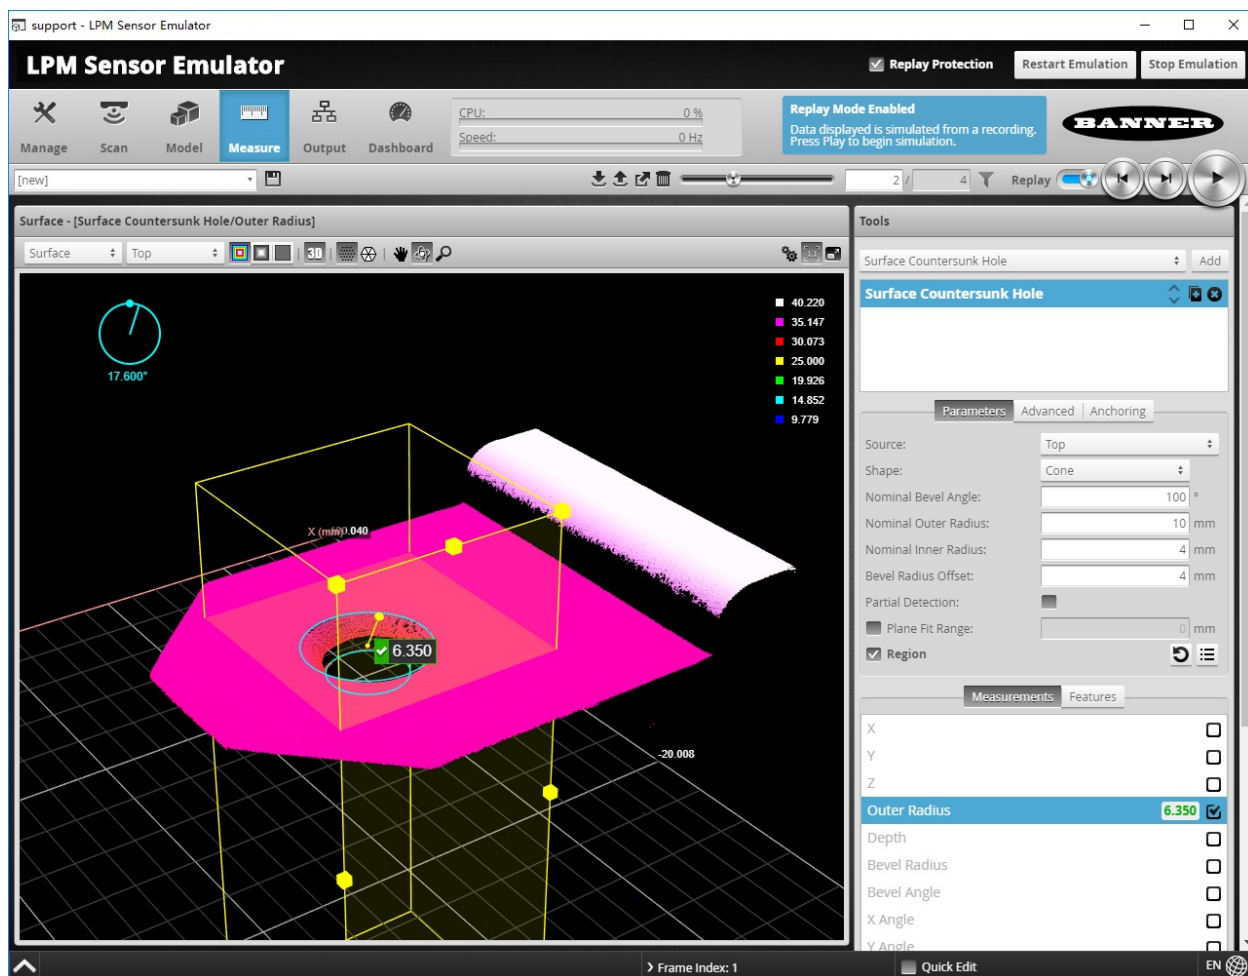 support - LPM Sensor Emulator
LPM Sensor Emulator
Replay Protection
Restart Emulation
Stop Emulation
Manage
Scan
Model
Measure
Output
Dashboard
CPU: 0 %
Speed: 0 Hz
Replay Mode Enabled
Data displayed is simulated from a recording.
Press Play to begin simulation.
BANNER
[new]
2 / 4
Replay
Surface - [Surface Countersunk Hole/Outer Radius]
Surface
Top
3D
17.600°
40.220
35.147
30.073
25.000
19.926
14.852
9.779
X (mm)
6.350
-20.008
Tools
Surface Countersunk Hole
Add
Surface Countersunk Hole
Parameters
Advanced
Anchoring
Source: Top
Shape: Cone
Nominal Bevel Angle: 100 °
Nominal Outer Radius: 10 mm
Nominal Inner Radius: 4 mm
Bevel Radius Offset: 4 mm
Partial Detection:
Plane Fit Range: 0 mm
Region
Measurements
Features
X
Y
Z
Outer Radius 6.350
Depth
Bevel Radius
Bevel Angle
X Angle
Y Angle
Frame Index: 1
Quick Edit
EN